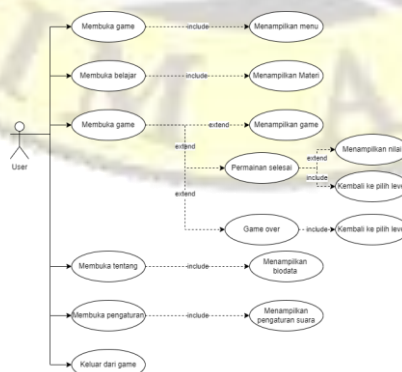 Membuka game
include
Menampilkan menu
Membuka belajar
include
Menampilkan Materi
Membuka game
extend
Menampilkan game
User
extend
Permainan selesai
extend
Menampilkan nilai
include
Kembali ke pilih level
extend
Game over
include
Kembali ke pilih level
Membuka tentang
include
Menampilkan
biodata
Membuka pengaturan
include
Menampilkan
pengaturan suara
Keluar dari game